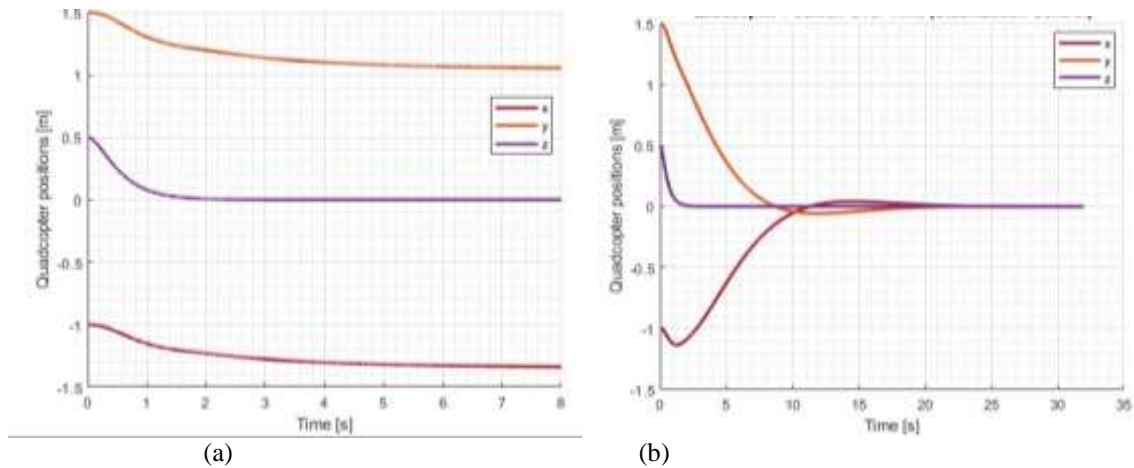 1.5
1
0.5
0
-0.5
-1
-1.5
Quadcopter positions [m]
0 1 2 3 4 5 6 7 8
Time [s]
x
y
z
(a)
1.5
1
0.5
0
-0.5
-1
-1.5
Quadcopter positions [m]
0 5 10 15 20 25 30 35
Time [s]
x
y
z
(b)